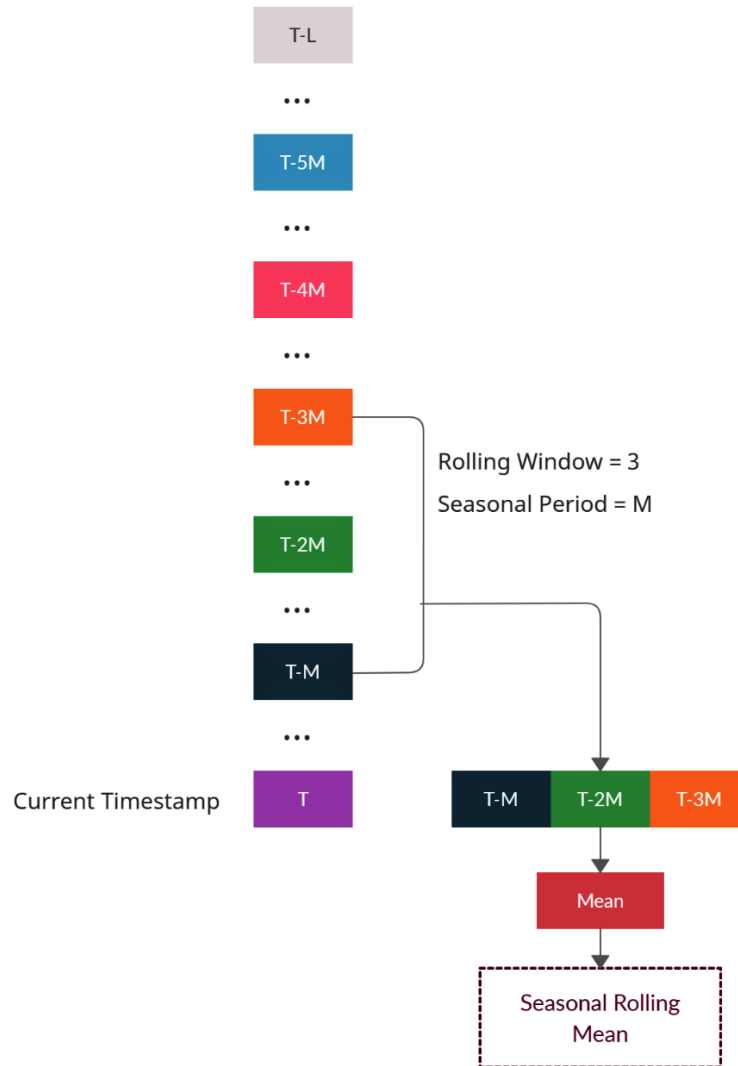 T-L
...
T-5M
...
T-4M
...
T-3M
Rolling Window = 3
...
Seasonal Period = M
T-2M
...
T-M
...
Current Timestamp
T
T-M
T-2M
T-3M
Mean
Seasonal Rolling
Mean